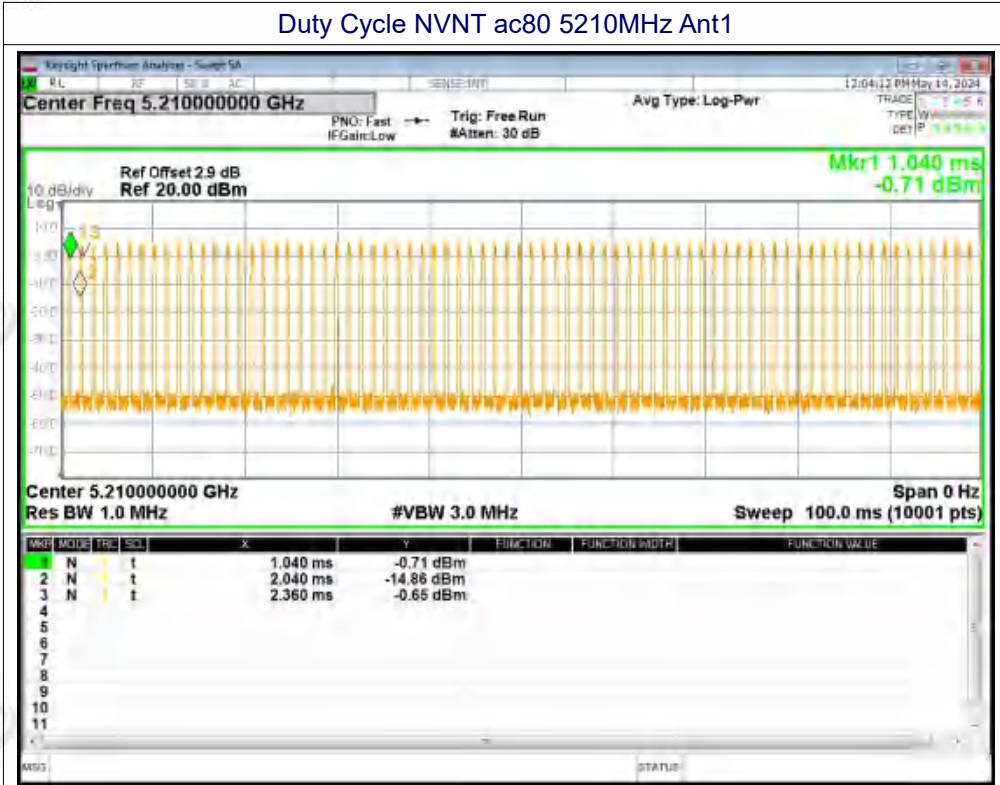 Duty Cycle NVNT ac80 5210MHz Ant1
Keysight Spectrum Analyzer - Swept SA
RL RF AC SENSE:INT 12:04:12 PM May 14, 2024
Center Freq 5.210000000 GHz
PNO: Fast
IFGain:Low
Trig: Free Run
#Atten: 30 dB
Avg Type: Log-Pwr
TRACE
TYPE
DET
Ref Offset 2.9 dB
10 dB/div Ref 20.00 dBm
Log
Mkr1 1.040 ms
-0.71 dBm
Center 5.210000000 GHz Span 0 Hz
Res BW 1.0 MHz #VBW 3.0 MHz Sweep 100.0 ms (10001 pts)
MKR MODE TRC SCL X Y FUNCTION FUNCTION WIDTH FUNCTION VALUE
1 N 1 t 1.040 ms -0.71 dBm
2 N 1 t 2.040 ms -14.86 dBm
3 N 1 t 2.360 ms -0.65 dBm
4
5
6
7
8
9
10
11
MSG STATUS